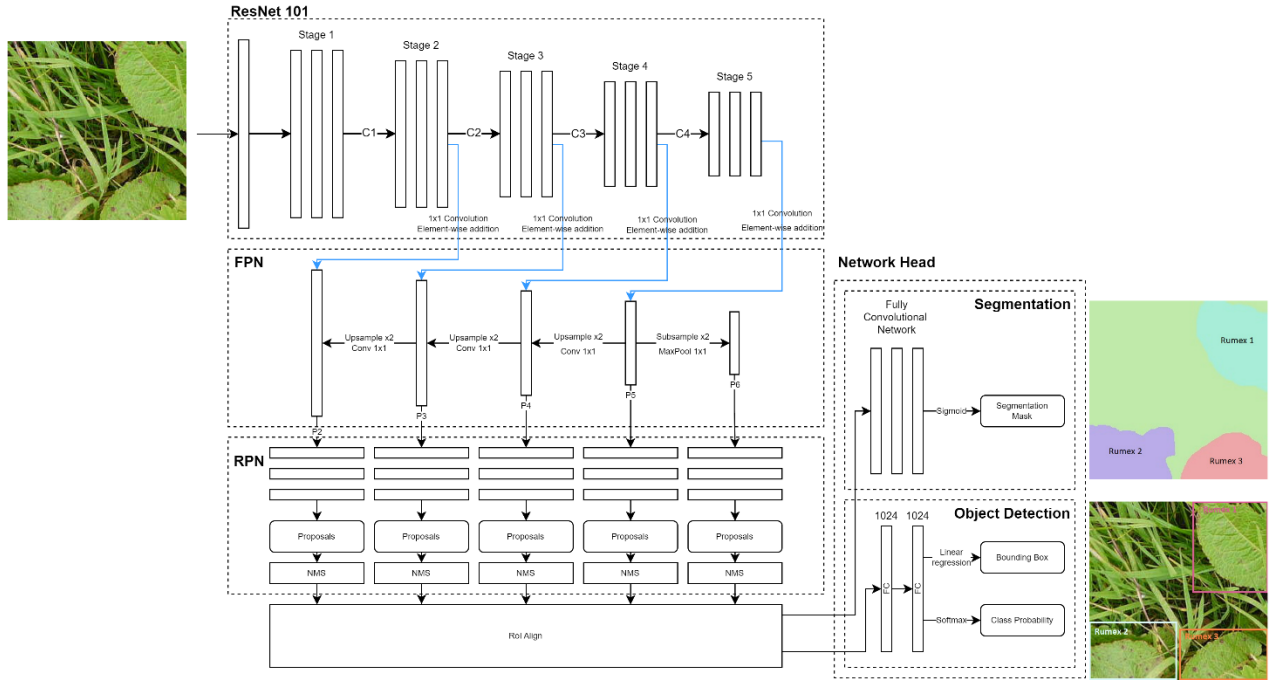 ResNet 101
Stage 1
Stage 2
Stage 3
Stage 4
Stage 5
C1
C2
C3
C4
1x1 Convolution
Element-wise addition
1x1 Convolution
Element-wise addition
1x1 Convolution
Element-wise addition
1x1 Convolution
Element-wise addition
FPN
Upsample x2
Conv 1x1
Upsample x2
Conv 1x1
Upsample x2
Conv 1x1
Subsample x2
MaxPool 1x1
P2
P3
P4
P5
P6
RPN
Proposals
Proposals
Proposals
Proposals
Proposals
NMS
NMS
NMS
NMS
NMS
RoI Align
Network Head
Segmentation
Fully
Convolutional
Network
Sigmoid
Segmentation
Mask
Object Detection
1024
1024
FC
FC
Linear
regression
Bounding Box
Softmax
Class Probability
Rumex 1
Rumex 2
Rumex 3
Rumex 1
Rumex 2
Rumex 3